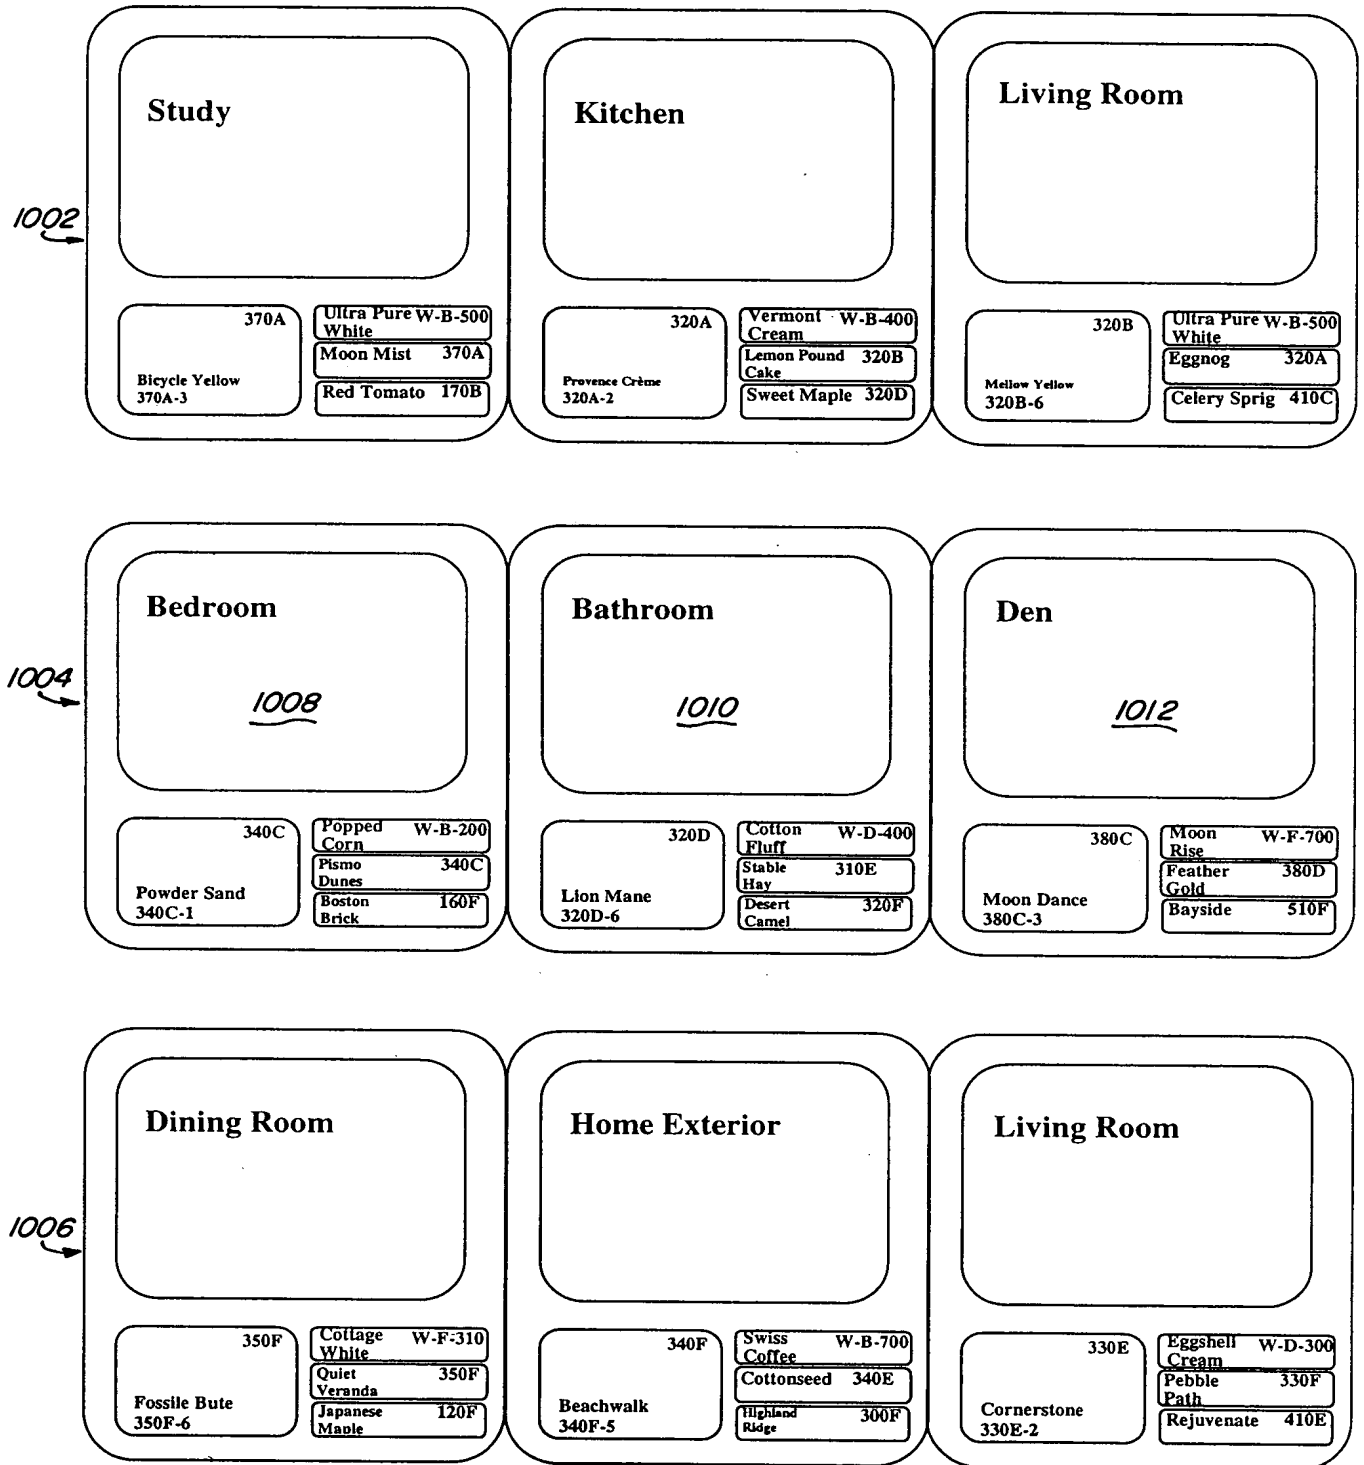 Study
Kitchen
Living Room
1002
370A
Bicycle Yellow
370A-3
Ultra Pure W-B-500
White
Moon Mist 370A
Red Tomato 170B
320A
Provence Crème
320A-2
Vermont W-B-400
Cream
Lemon Pound 320B
Cake
Sweet Maple 320D
320B
Mellow Yellow
320B-6
Ultra Pure W-B-500
White
Eggnog 320A
Celery Sprig 410C
1004
Bedroom
1008
Bathroom
1010
Den
1012
340C
Powder Sand
340C-1
Popped W-B-200
Corn
Pismo 340C
Dunes
Boston 160F
Brick
320D
Lion Mane
320D-6
Cotton W-D-400
Fluff
Stable 310E
Hay
Desert 320F
Camel
380C
Moon Dance
380C-3
Moon W-F-700
Rise
Feather 380D
Gold
Bayside 510F
1006
Dining Room
Home Exterior
Living Room
350F
Fossile Bute
350F-6
Cottage W-F-310
White
Quiet 350F
Veranda
Japanese 120F
Maple
340F
Beachwalk
340F-5
Swiss W-B-700
Coffee
Cottonseed 340E
Highland 300F
Ridge
330E
Cornerstone
330E-2
Eggshell W-D-300
Cream
Pebble 330F
Path
Rejuvenate 410E